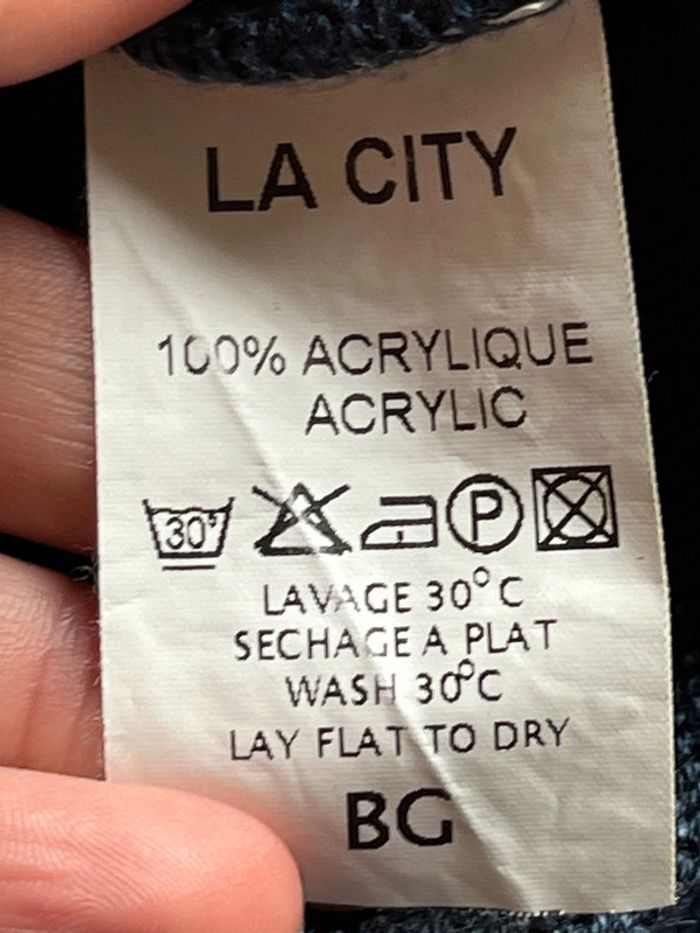 LA CITY
100% ACRYLIQUE
ACRYLIC
30° P
LAVAGE 30°C
SECHAGE A PLAT
WASH 30°C
LAY FLAT TO DRY
BG